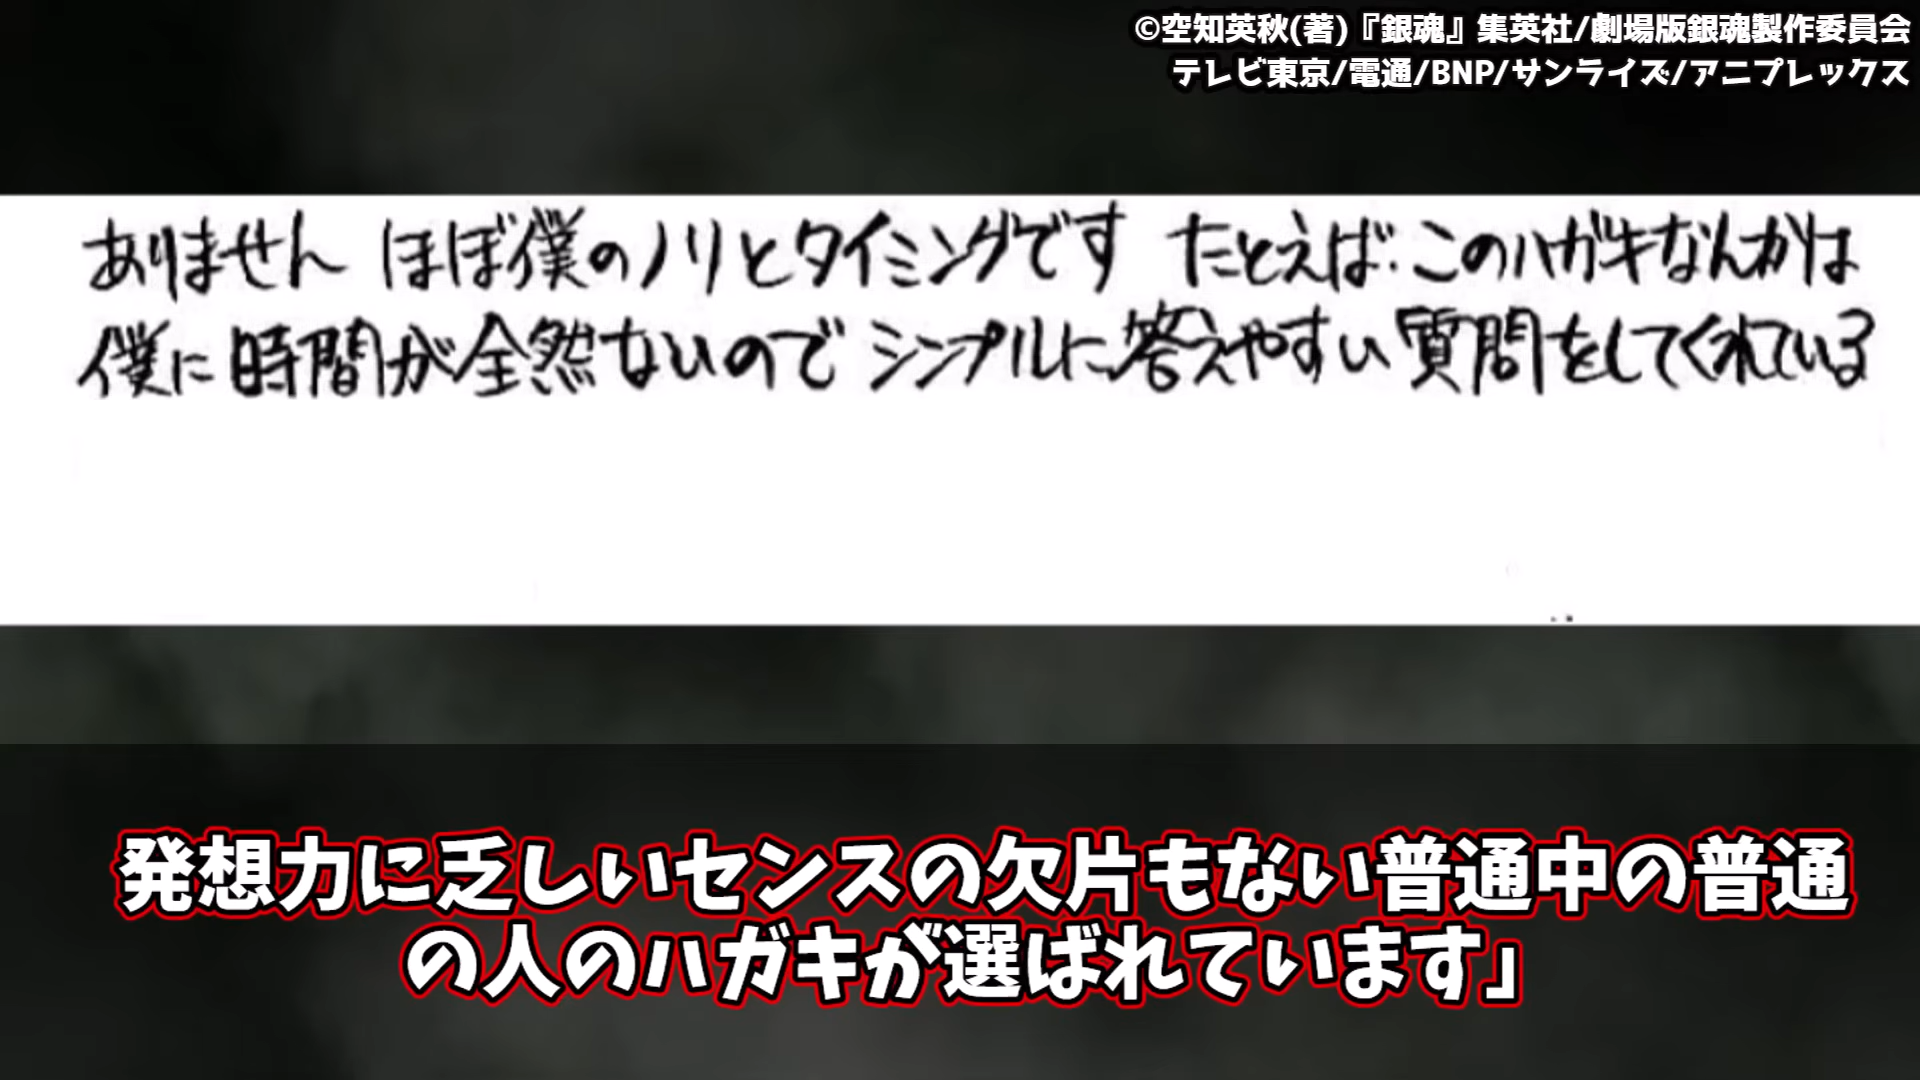 ©空知英秋(著)『銀魂』集英社/劇場版銀魂製作委員会
テレビ東京/電通/BNP/サンライズ/アニプレックス
ありません ほぼ僕のノリとタイミングです たとえば、このハガキなんかは
僕に時間が全然ないので シンプルに答えやすい質問をしてくれている
発想力に乏しいセンスの欠片もない普通中の普通
の人のハガキが選ばれています」